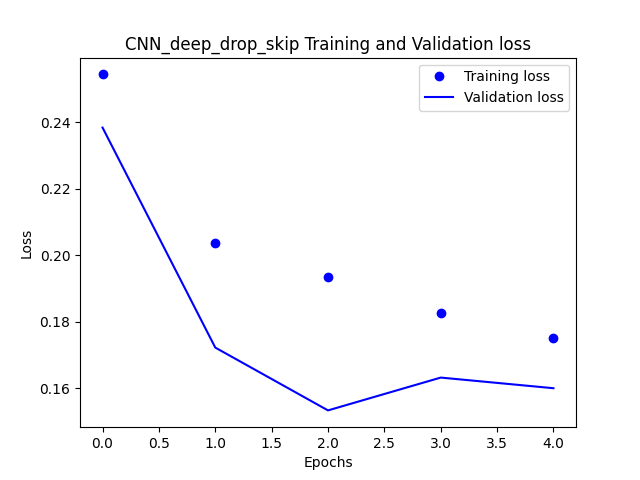 CNN_deep_drop_skip Training and Validation loss
Training loss
Validation loss
0.24
0.22
0.20
0.18
0.16
Loss
0.0 0.5 1.0 1.5 2.0 2.5 3.0 3.5 4.0
Epochs